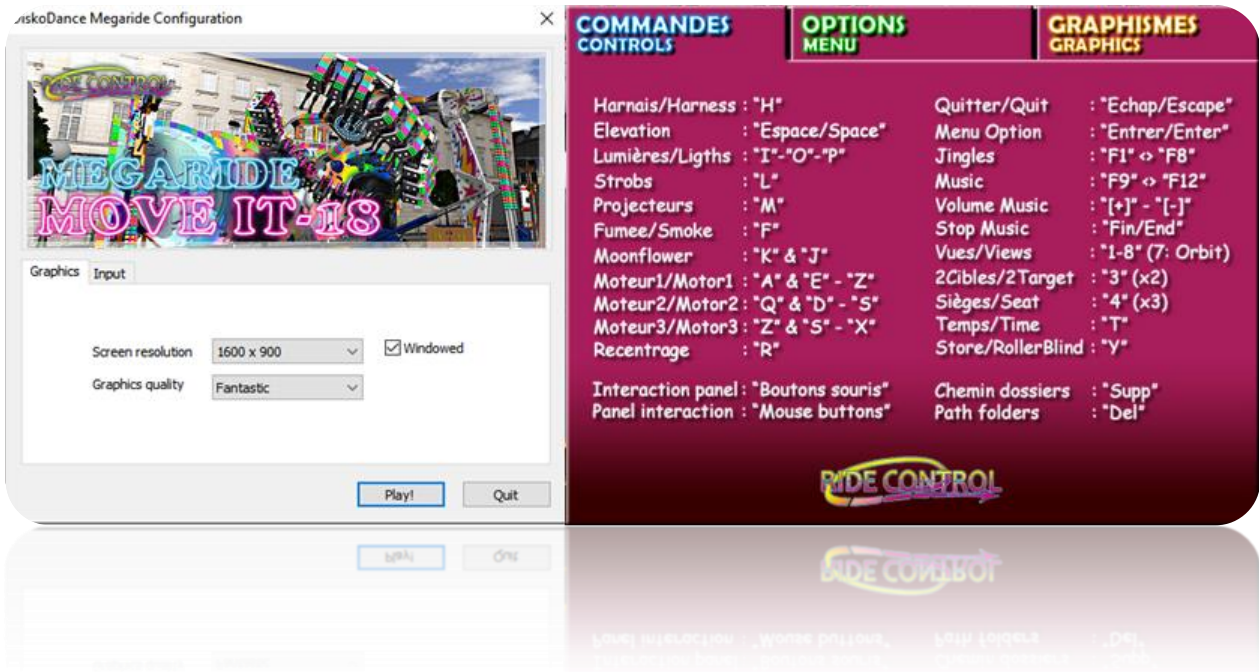 iskoDance Megaride Configuration
RIDE CONTROL
MEGARIDE
MOVE IT-18
Graphics Input
Screen resolution 1600 x 900 Windowed
Graphics quality Fantastic
Play! Quit
COMMANDES
CONTROLS
OPTIONS
MENU
GRAPHISMES
GRAPHICS
Harnais/Harness : "H"
Elevation : "Espace/Space"
Lumières/Ligths : "I"-"O"-"P"
Strobs : "L"
Projecteurs : "M"
Fumee/Smoke : "F"
Moonflower : "K" & "J"
Moteur1/Motor1 : "A" & "E" - "Z"
Moteur2/Motor2 : "Q" & "D" - "S"
Moteur3/Motor3 : "Z" & "S" - "X"
Recentrage : "R"
Interaction panel : "Boutons souris"
Panel interaction : "Mouse buttons"
Quitter/Quit : "Echap/Escape"
Menu Option : "Entrer/Enter"
Jingles : "F1" <> "F8"
Music : "F9" <> "F12"
Volume Music : "[+]" - "[-]"
Stop Music : "Fin/End"
Vues/Views : "1-8" (7: Orbit)
2Cibles/2Target : "3" (x2)
Sièges/Seat : "4" (x3)
Temps/Time : "T"
Store/RollerBlind : "Y"
Chemin dossiers : "Supp"
Path folders : "Del"
RIDE CONTROL